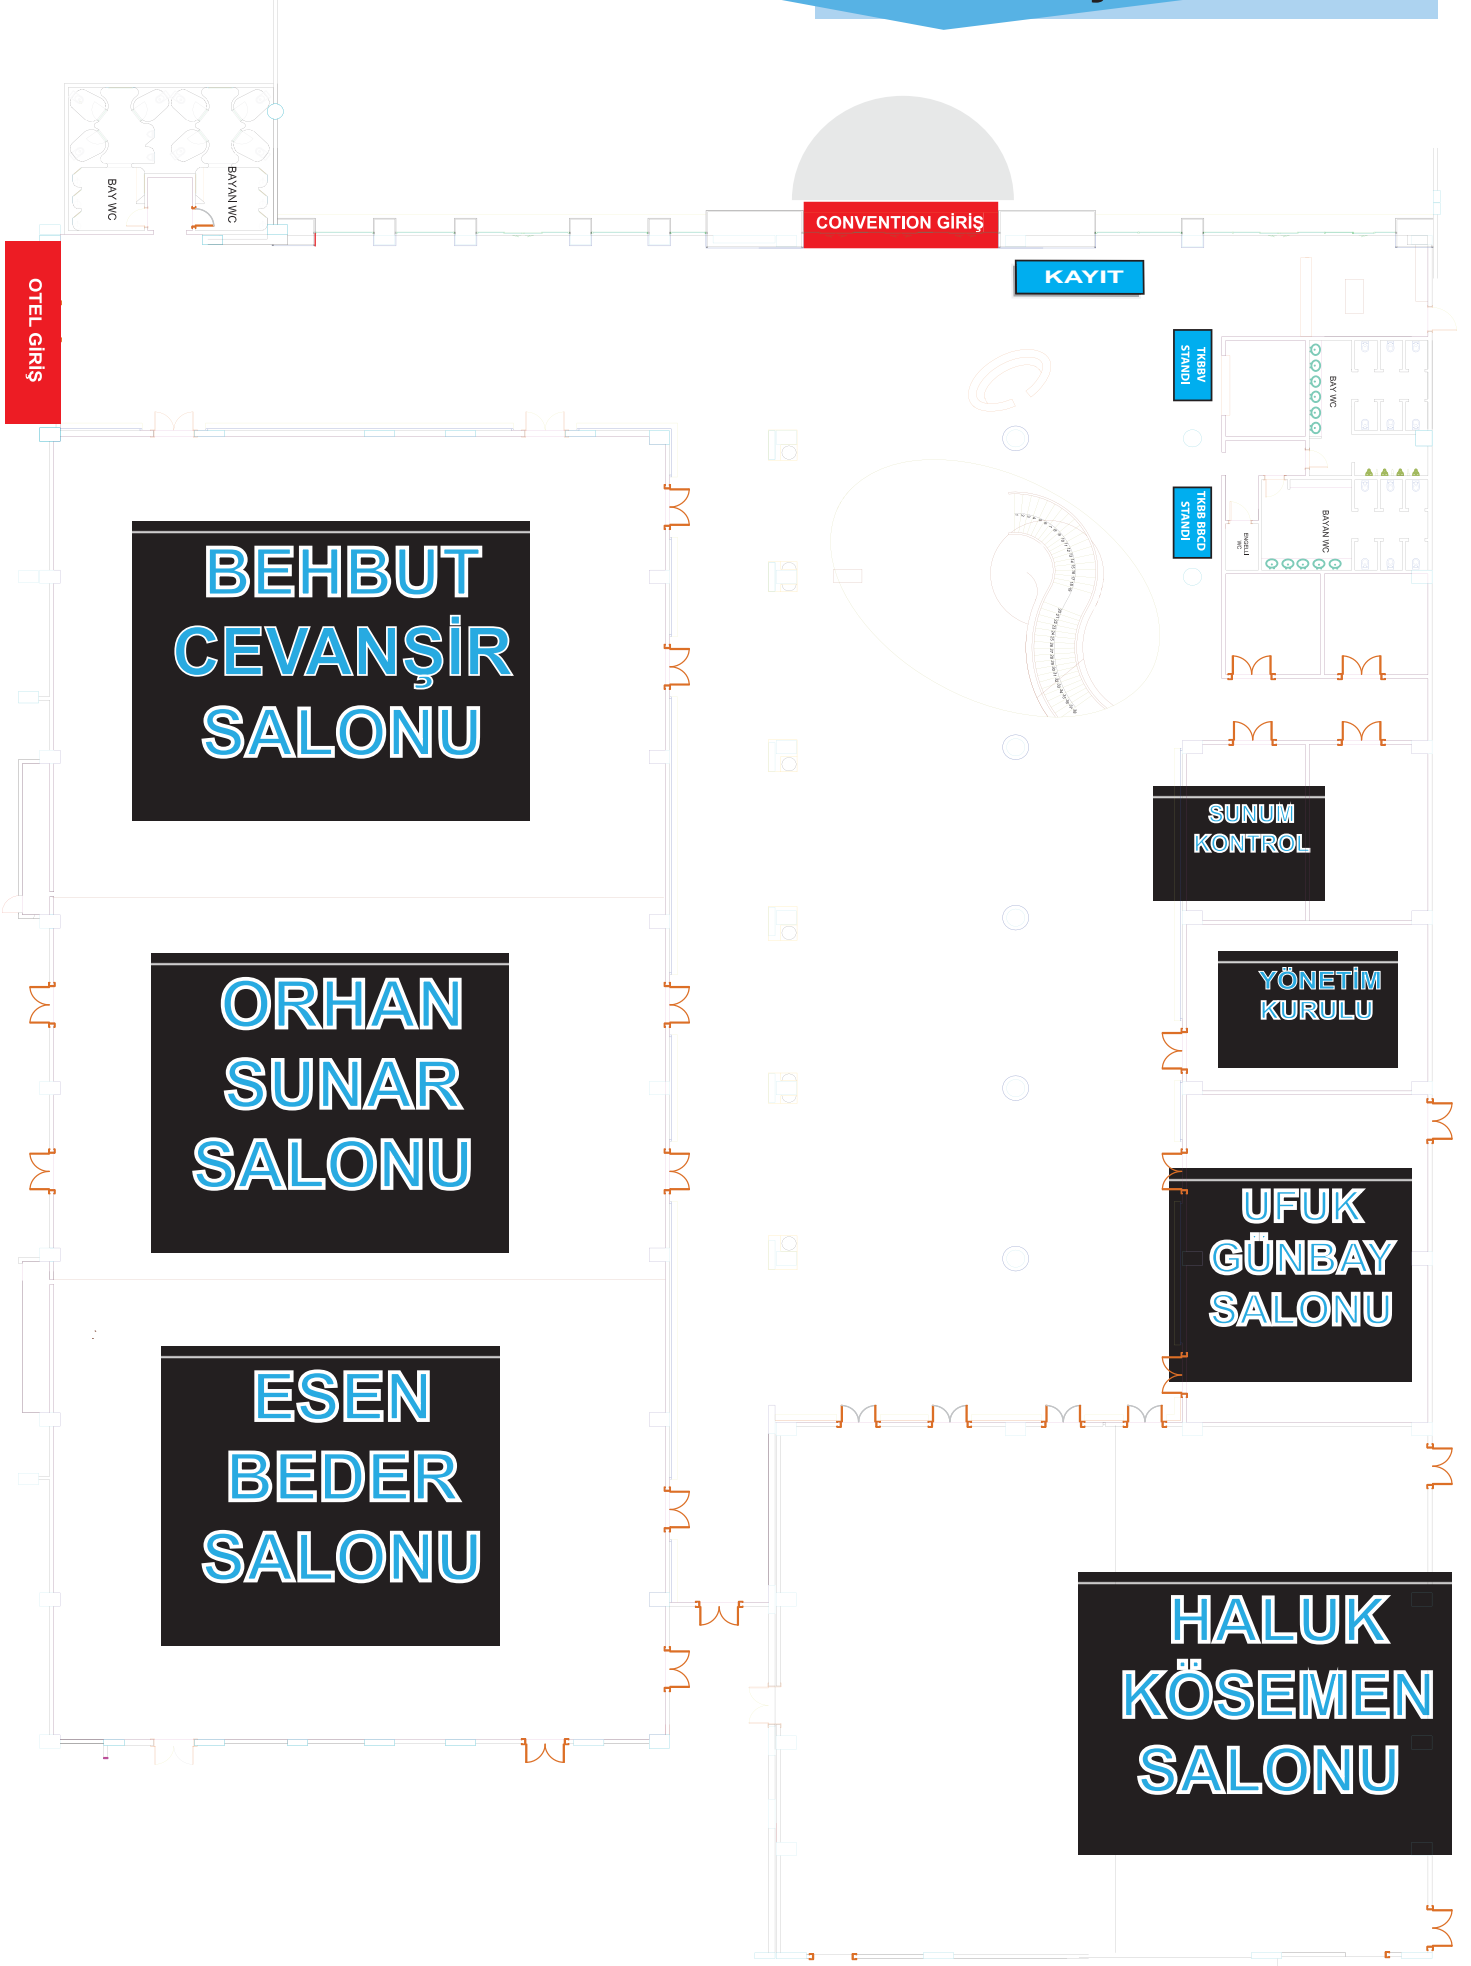 BAY WC
BAYAN WC
CONVENTION GİRİŞ
OTEL GİRİŞ
KAYIT
TKBBV
STANDI
BAY WC
TKBB BBCD
STANDI
ENGELLİ
WC
BAYAN WC
BEHBUT
CEVANŞİR
SALONU
SUNUM
KONTROL
ORHAN
SUNAR
SALONU
YÖNETİM
KURULU
UFUK
GÜNBAY
SALONU
ESEN
BEDER
SALONU
HALUK
KÖSEMEN
SALONU